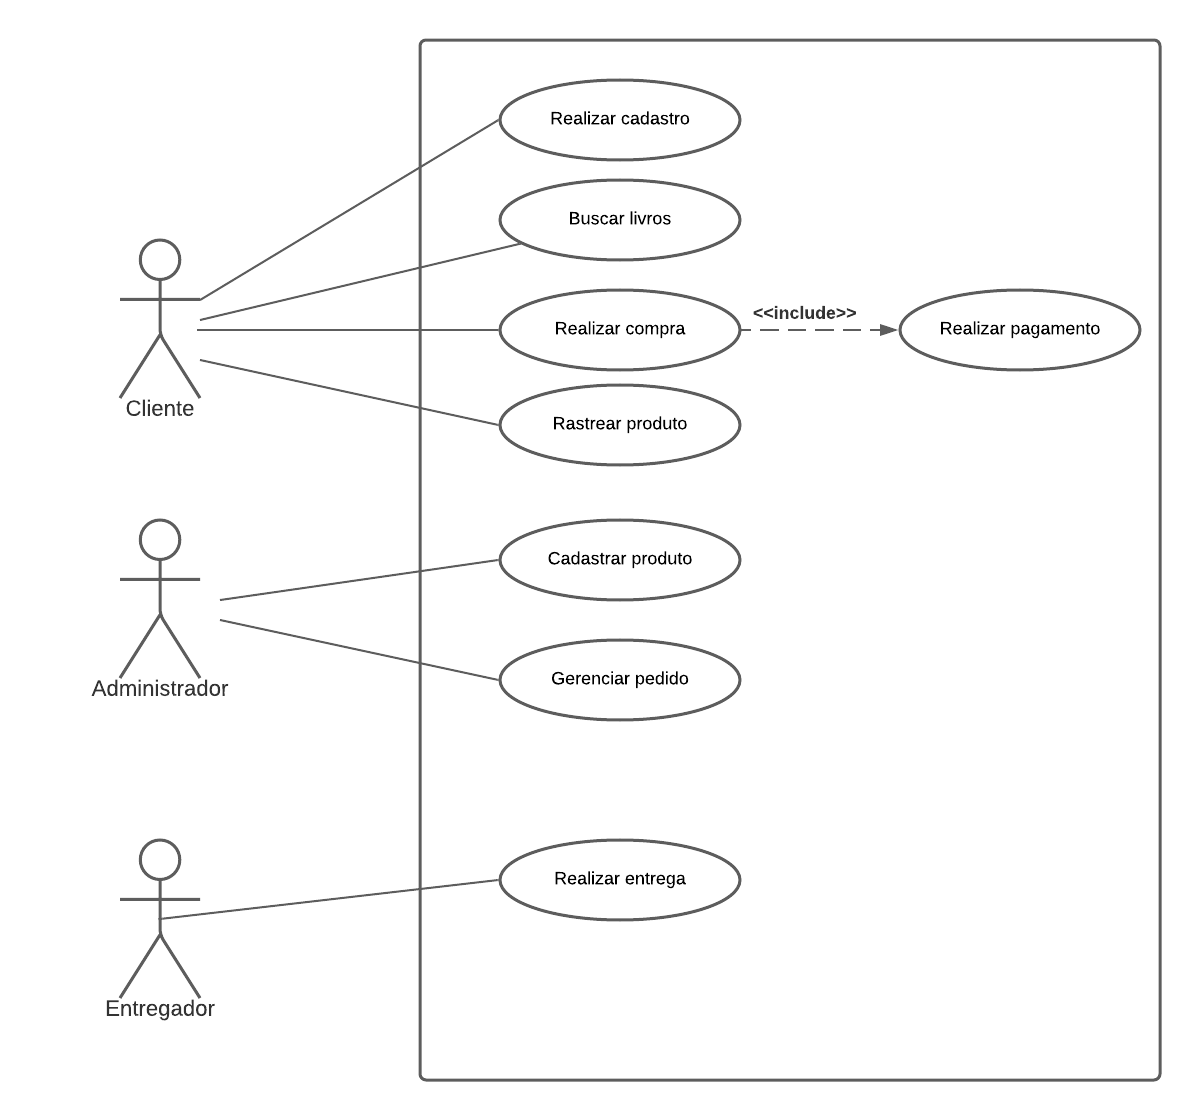 Realizar cadastro
Buscar livros
Realizar compra
<<include>>
Realizar pagamento
Rastrear produto
Cliente
Cadastrar produto
Gerenciar pedido
Administrador
Realizar entrega
Entregador